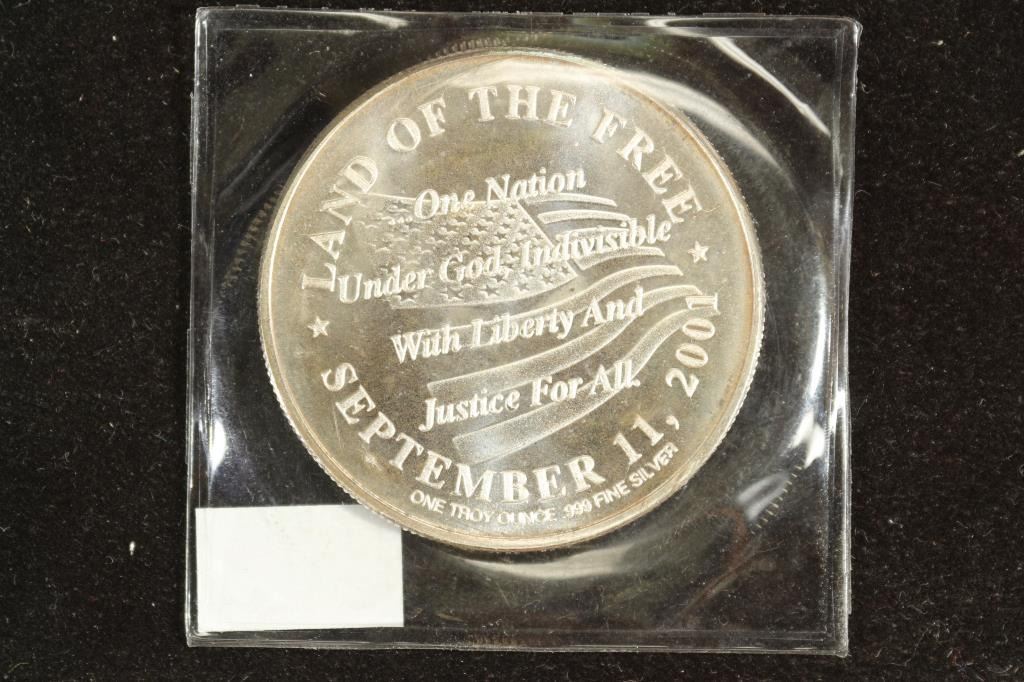 LAND OF THE FREE
One Nation
Under God, Indivisible
With Liberty And
Justice For All.
SEPTEMBER 11, 2001
ONE TROY OUNCE .999 FINE SILVER